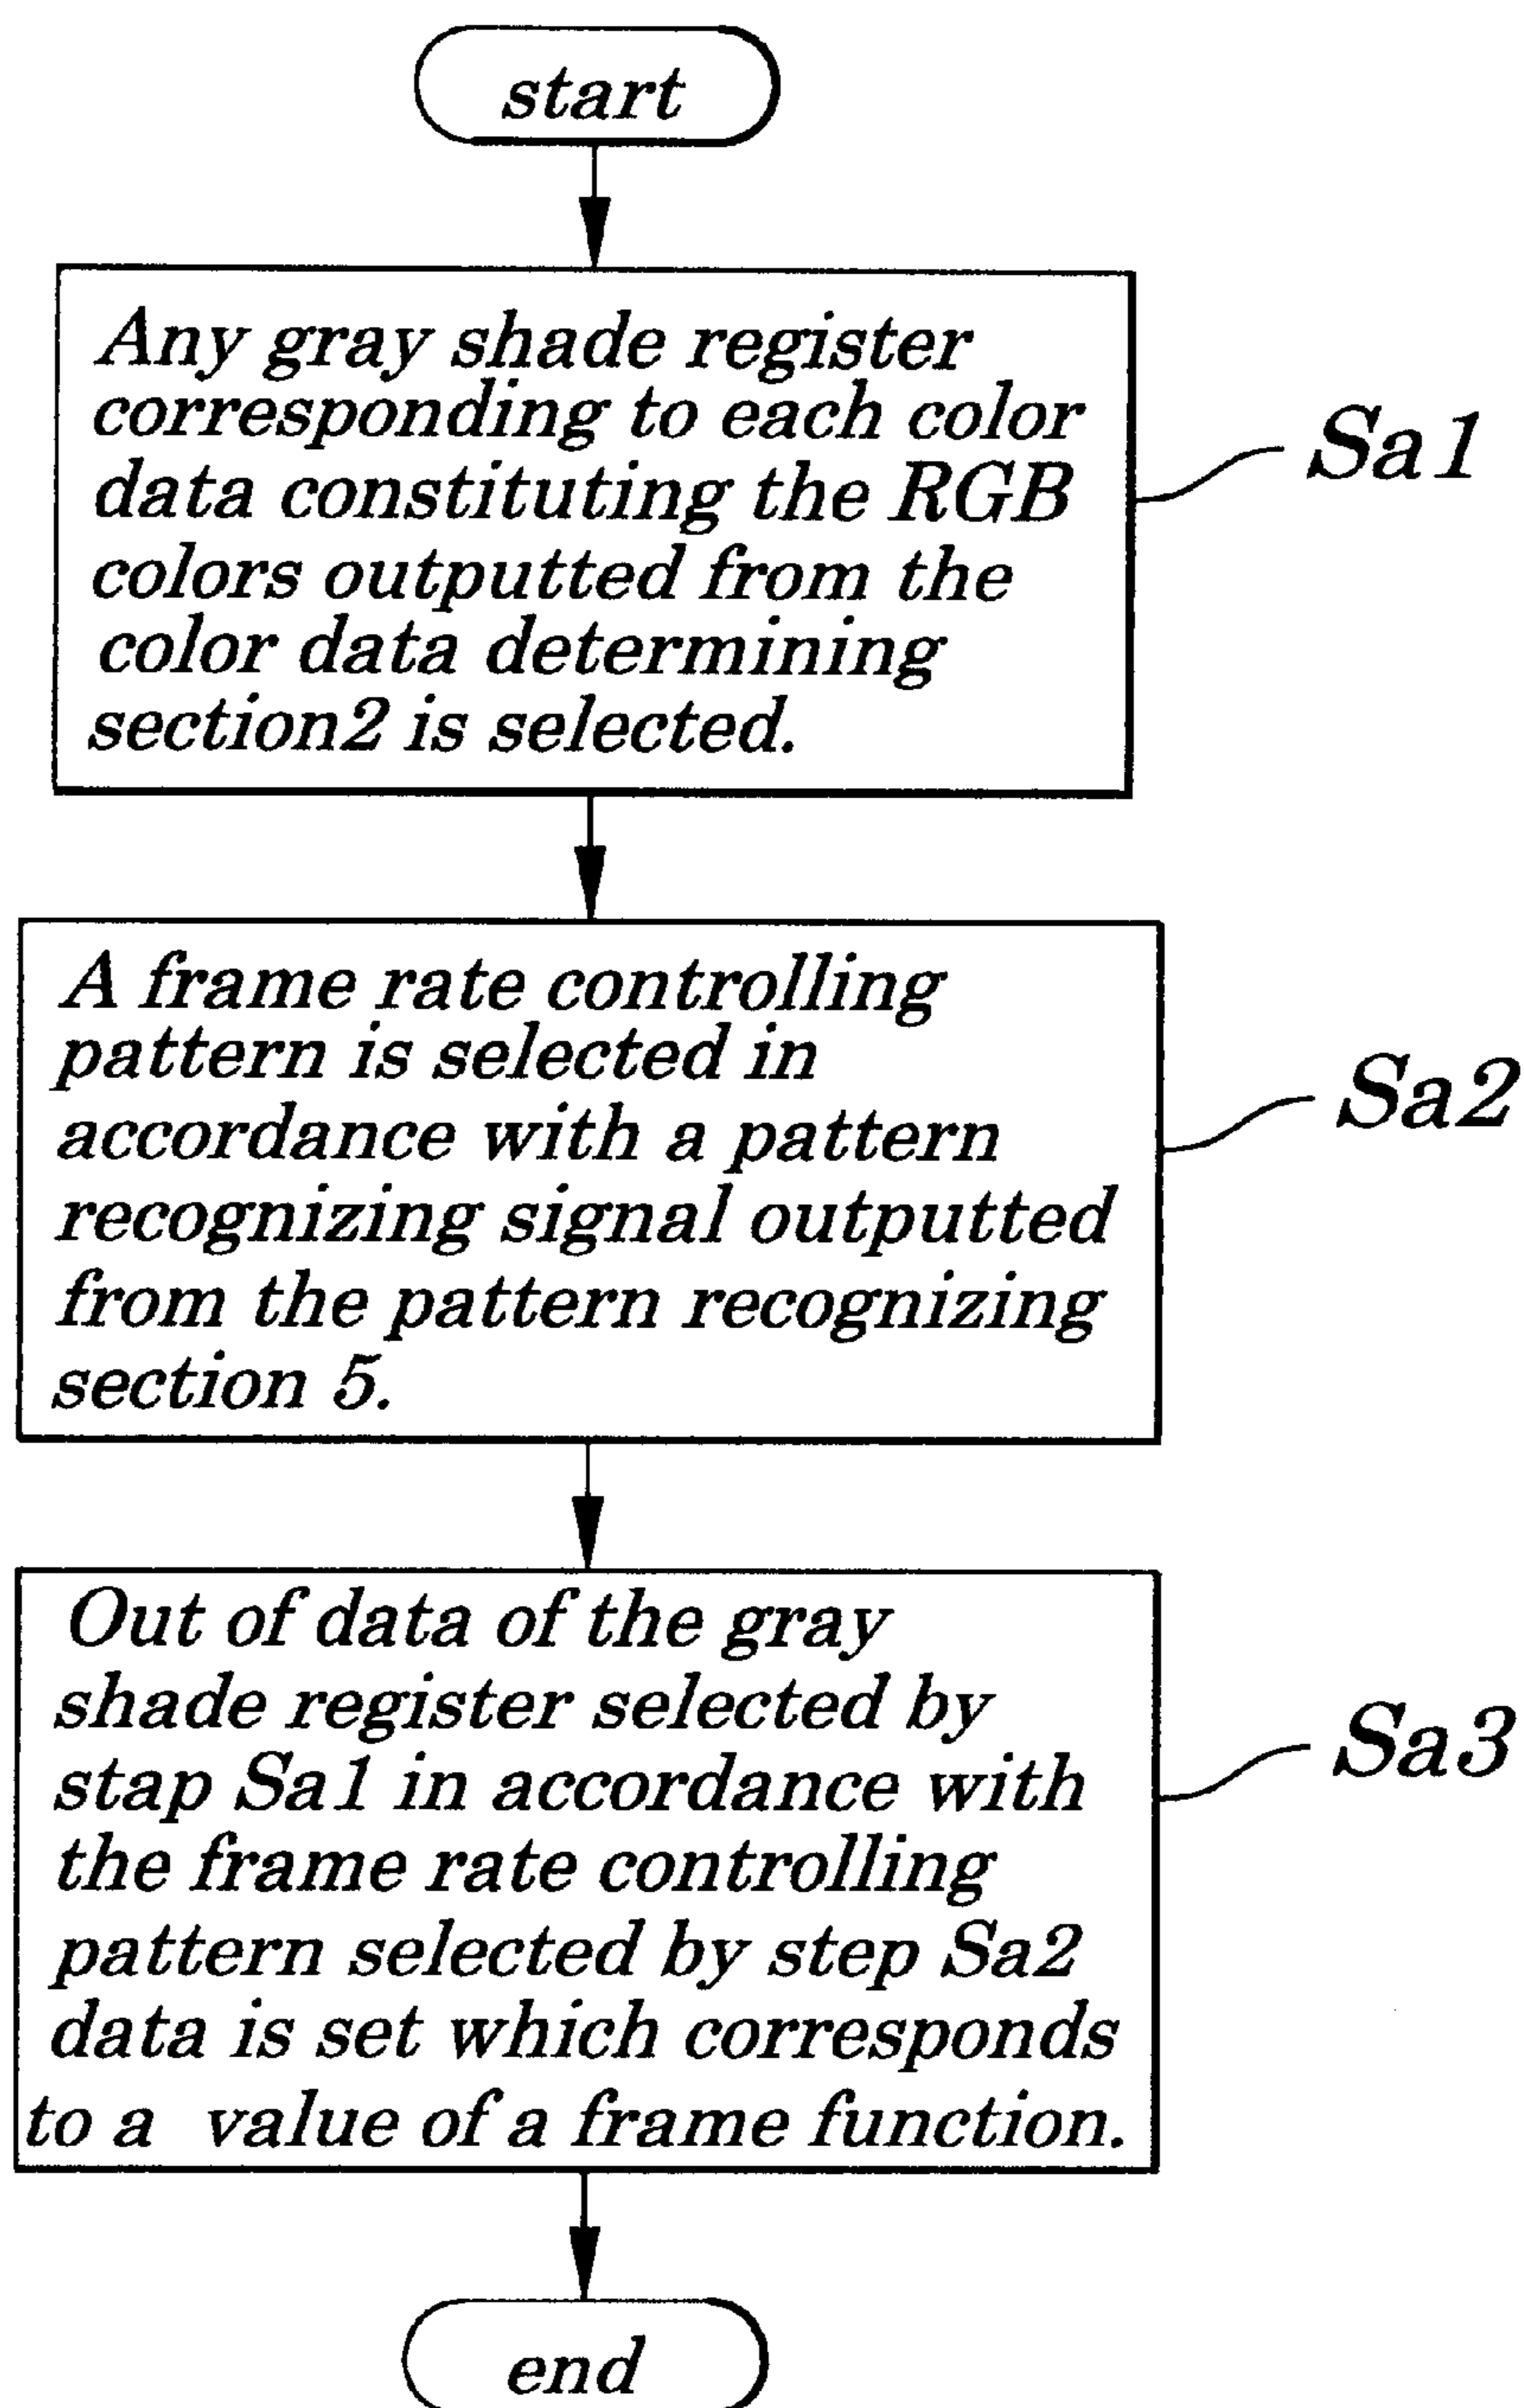 start
Any gray shade register
corresponding to each color
data constituting the RGB
colors outputted from the
color data determining
section2 is selected.
Sa1
A frame rate controlling
pattern is selected in
accordance with a pattern
recognizing signal outputted
from the pattern recognizing
section 5.
Sa2
Out of data of the gray
shade register selected by
stap Sa1 in accordance with
the frame rate controlling
pattern selected by step Sa2
data is set which corresponds
to a value of a frame function.
Sa3
end